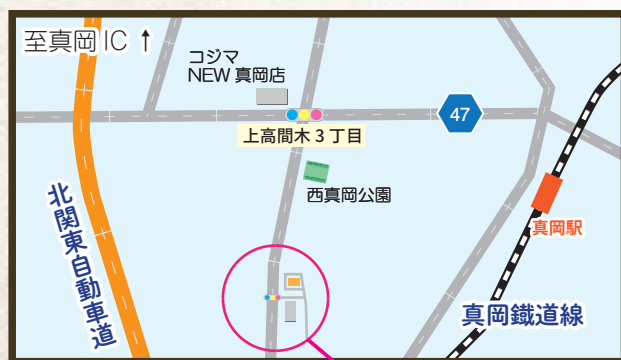 至真岡IC ↑
コジマ
NEW 真岡店
47
上高間木3丁目
西真岡公園
真岡駅
北関東自動車道
真岡鐵道線